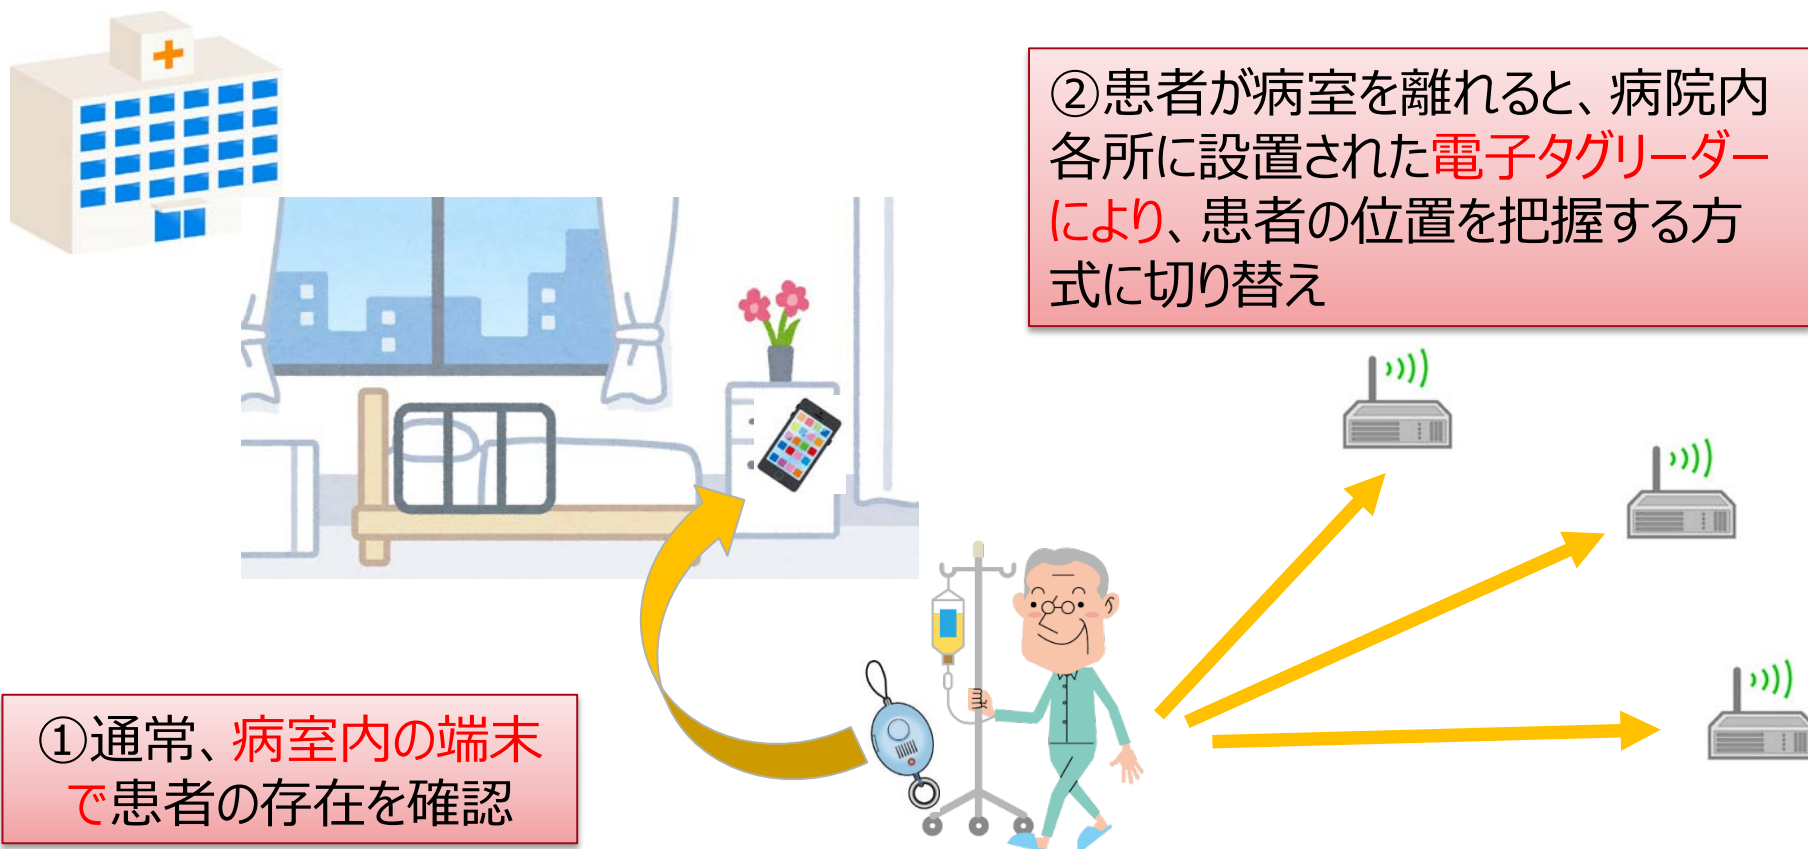 ②患者が病室を離れると、病院内
各所に設置された電子タグリーダー
により、患者の位置を把握する方
式に切り替え
①通常、病室内の端末
で患者の存在を確認